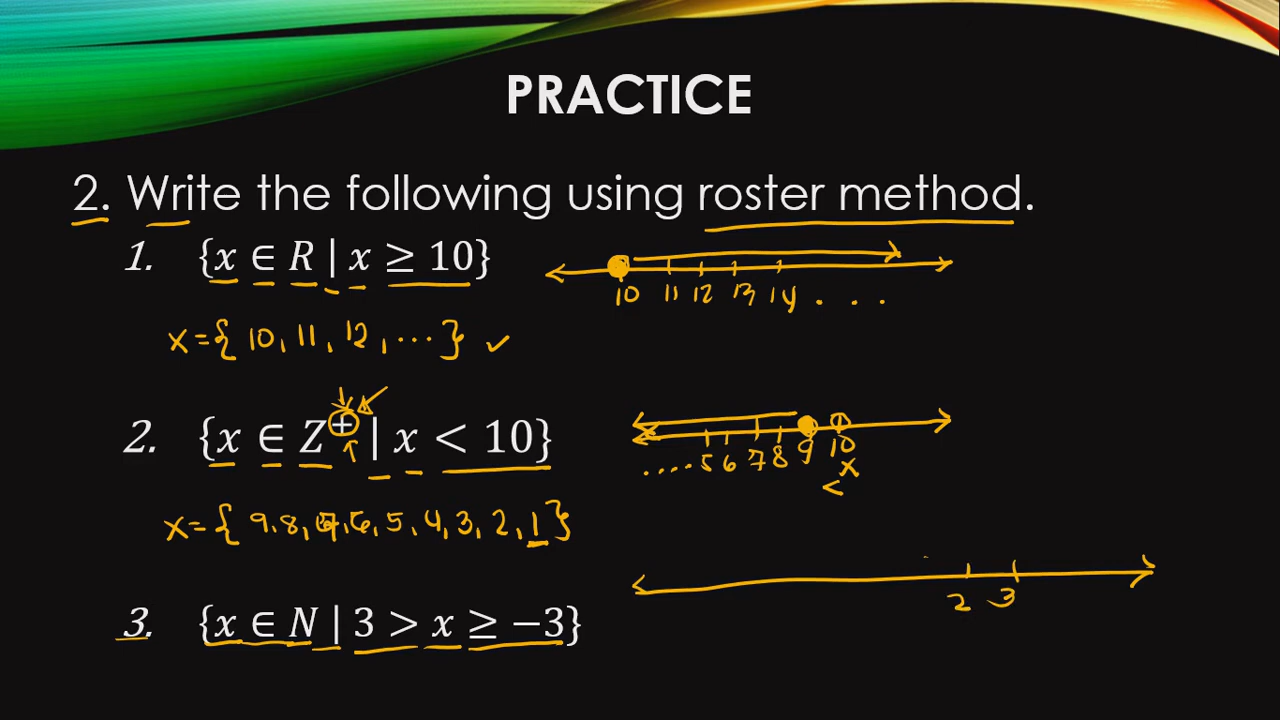 PRACTICE
2. Write the following using roster method.
1. {x ∈ R | x ≥ 10}
10 11 12 13 14 . . .
x = { 10, 11, 12, ... } ✓
2. {x ∈ Z⁺ | x < 10}
.... 5 6 7 8 9 10
< x
x = { 9, 8, 7, 6, 5, 4, 3, 2, 1 }
2 3
3. {x ∈ N | 3 > x ≥ −3}